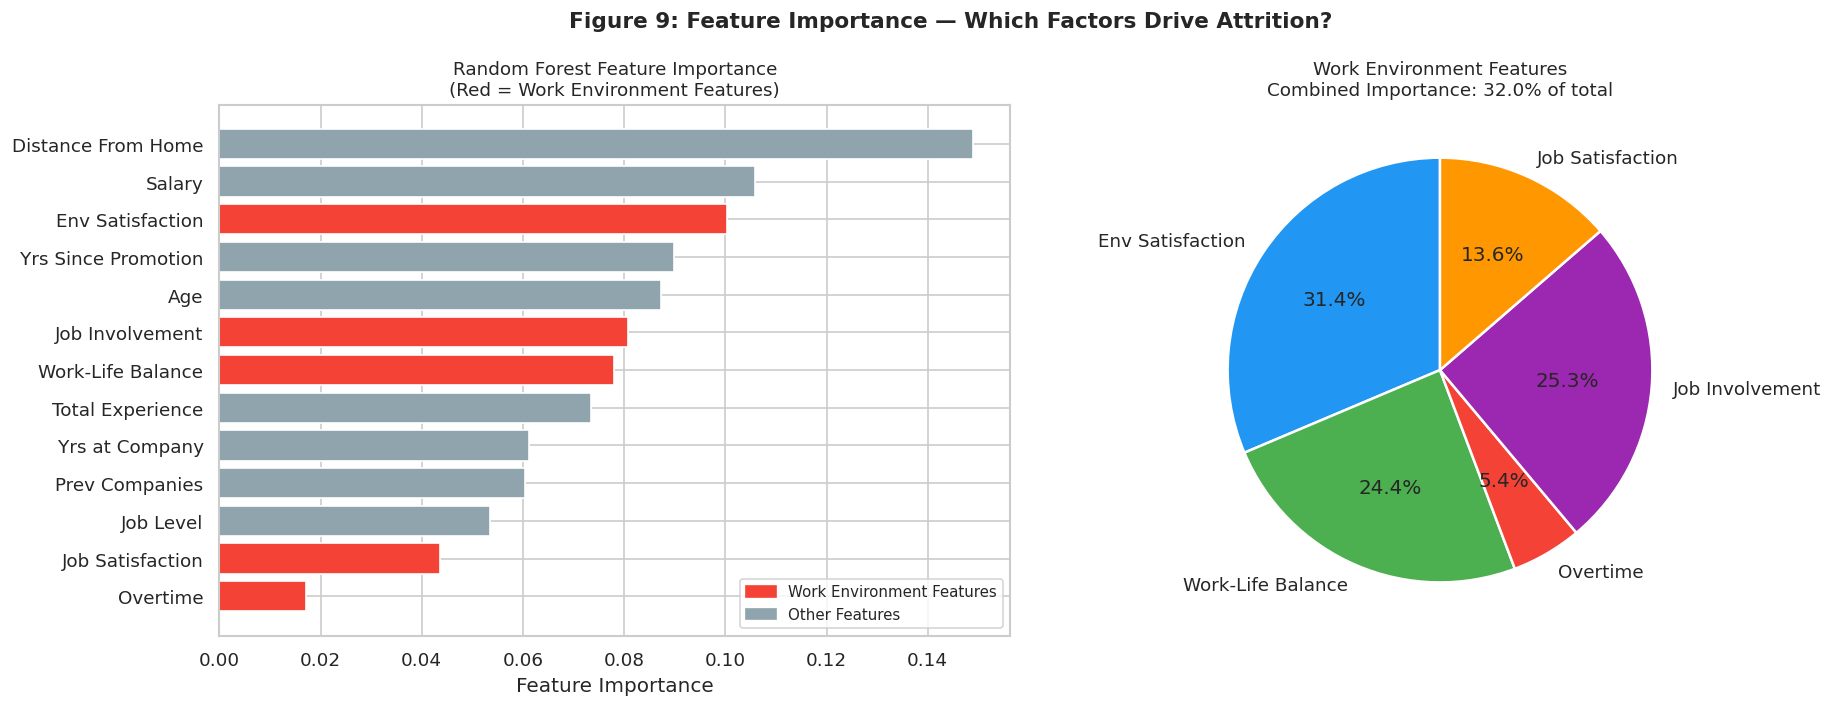 Figure 9: Feature Importance — Which Factors Drive Attrition?
Random Forest Feature Importance
(Red = Work Environment Features)
Distance From Home
Salary
Env Satisfaction
Yrs Since Promotion
Age
Job Involvement
Work-Life Balance
Total Experience
Yrs at Company
Prev Companies
Job Level
Job Satisfaction
Overtime
Work Environment Features
Other Features
0.00 0.02 0.04 0.06 0.08 0.10 0.12 0.14
Feature Importance
Work Environment Features
Combined Importance: 32.0% of total
Job Satisfaction
Env Satisfaction
13.6%
31.4%
25.3%
Job Involvement
5.4%
24.4%
Overtime
Work-Life Balance